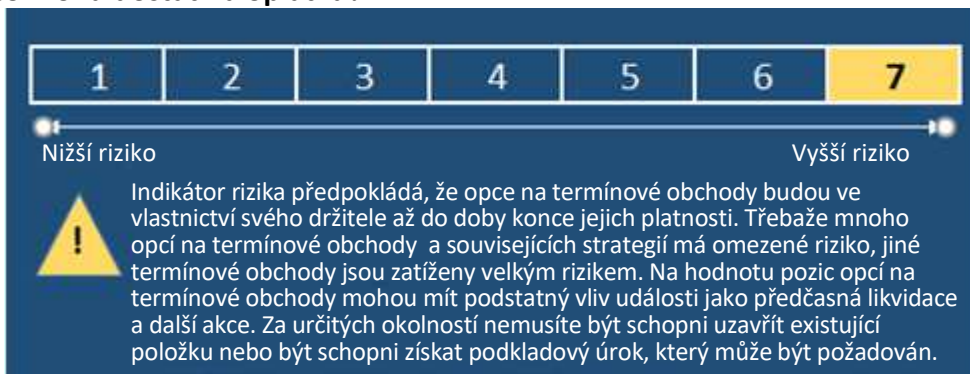 1 2 3 4 5 6 7
Nižší riziko Vyšší riziko
! Indikátor rizika předpokládá, že opce na termínové obchody budou ve
vlastnictví svého držitele až do doby konce jejich platnosti. Třebaže mnoho
opcí na termínové obchody a souvisejících strategií má omezené riziko, jiné
termínové obchody jsou zatíženy velkým rizikem. Na hodnotu pozic opcí na
termínové obchody mohou mít podstatný vliv události jako předčasná likvidace
a další akce. Za určitých okolností nemusíte být schopni uzavřít existující
položku nebo být schopni získat podkladový úrok, který může být požadován.